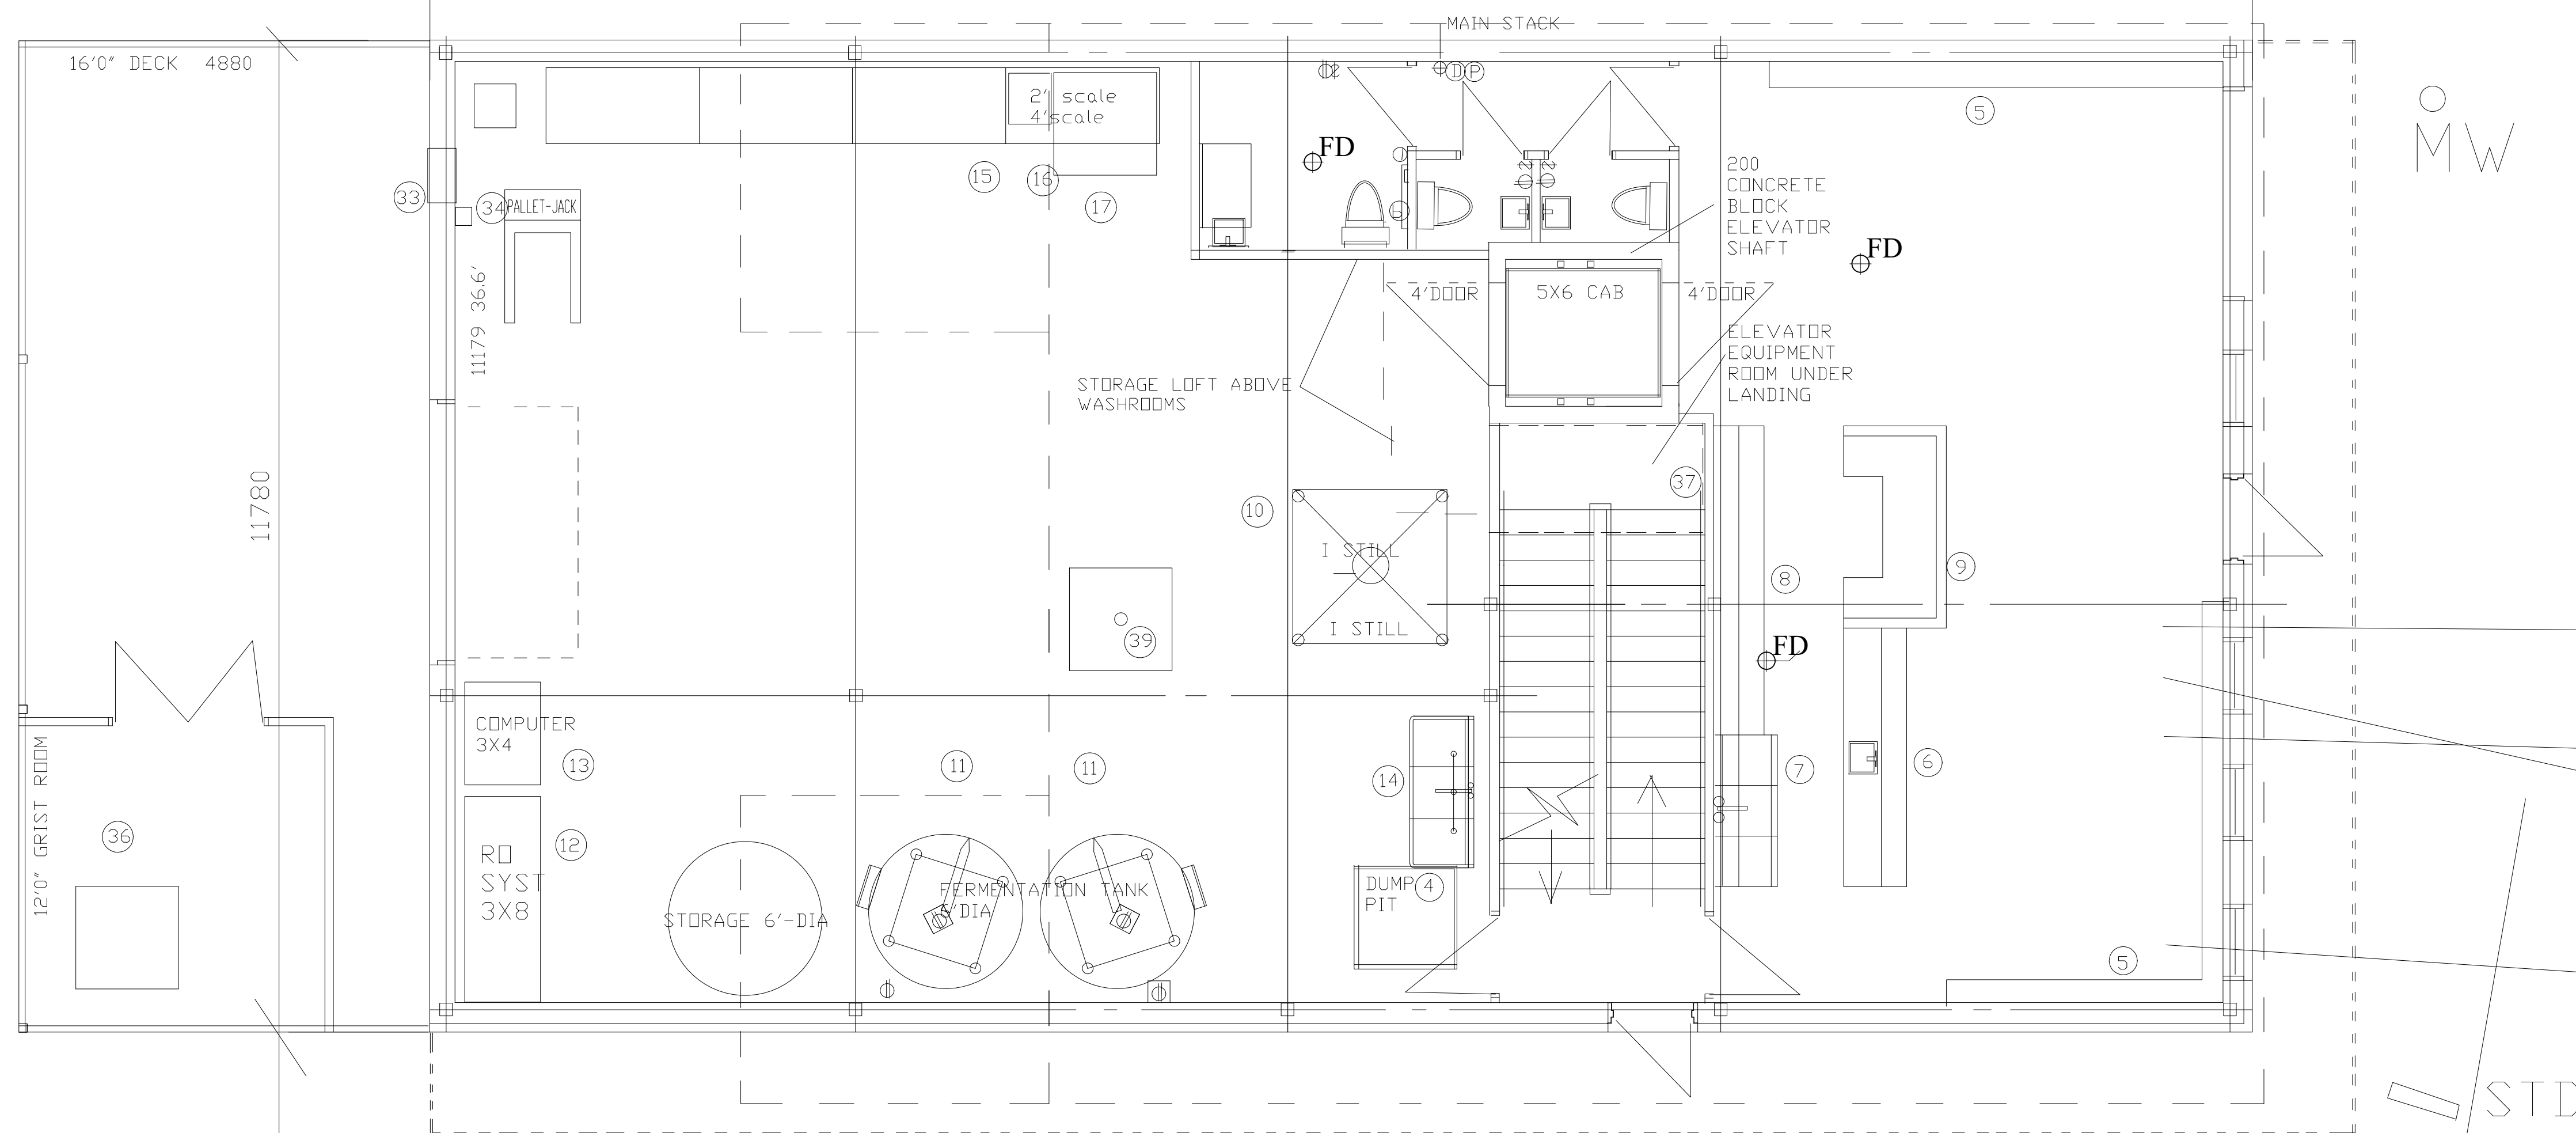 MAIN STACK
16'0" DECK 4880
D P
2' scale
4'scale
5
MW
FD
15
16
17
33
34
PALLET-JACK
200
CONCRETE
BLOCK
ELEVATOR
SHAFT
FD
11179 36.6'
4'DOOR
5X6 CAB
4'DOOR
ELEVATOR
EQUIPMENT
ROOM UNDER
LANDING
STORAGE LOFT ABOVE
WASHROOMS
37
11780
10
I STILL
8
9
39
I STILL
FD
COMPUTER
3X4
13
11
11
14
7
6
12'0" GRIST ROOM
36
12
RO
SYST
3X8
FERMENTATION TANK
6'DIA
STORAGE 6'-DIA
DUMP
PIT
4
5
STD